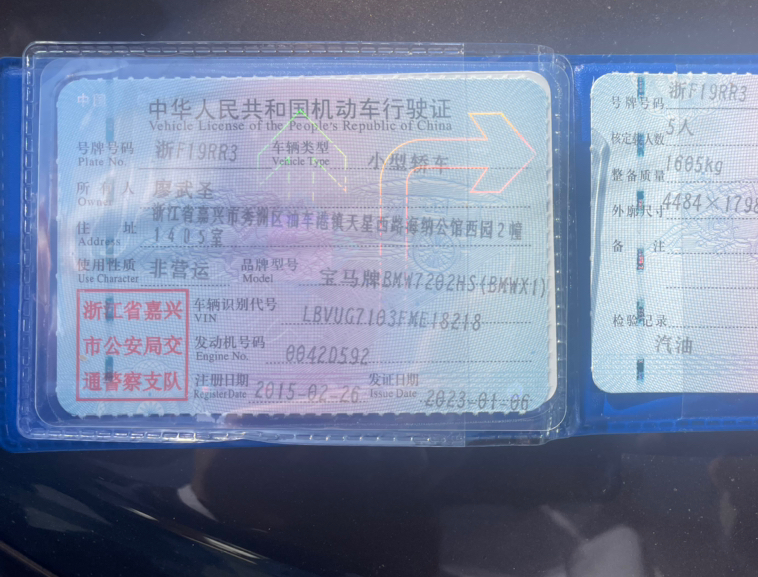 中华人民共和国机动车行驶证
Vehicle License of the People's Republic of China
号牌号码 浙F19RR3 车辆类型 小型轿车
Plate No. Vehicle Type
所有人 廖武圣
Owner
住址 浙江省嘉兴市秀洲区油车港镇天星西路海纳公馆西园2幢
Address 1405室
使用性质 非营运 品牌型号 宝马牌BMW7202HS(BMWX1)
Use Character Model
浙江省嘉兴
市公安局交
通警察支队
车辆识别代号 LBVUG7103FME18218
VIN
发动机号码 0042D592
Engine No.
注册日期 2015-02-26 发证日期 2023-01-06
Register Date Issue Date
号牌号码 浙F19RR3
核定载人数 5人
整备质量 1605kg
外廓尺寸 4484×1798
备注
检验记录
汽油